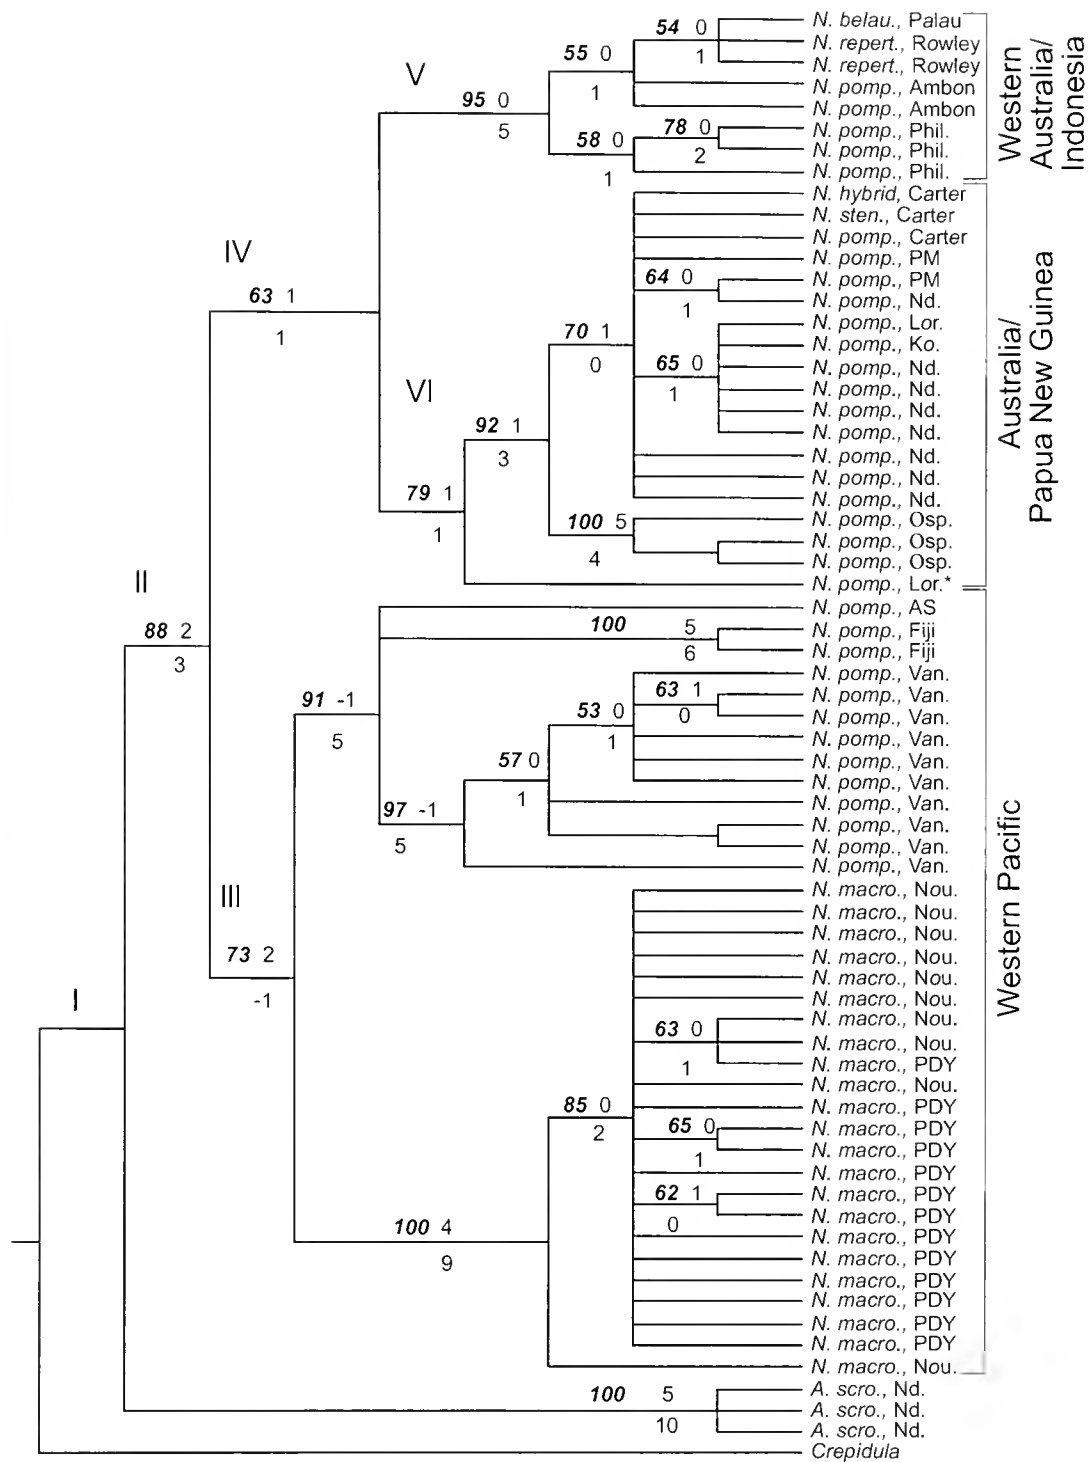 N. belau., Palau
54 0
N. repert., Rowley
1
N. repert., Rowley
55 0
V
N. pomp., Ambon
1
95 0
N. pomp., Ambon
5
78 0
N. pomp., Phil.
58 0
2
N. pomp., Phil.
1
N. pomp., Phil.
Western
Australia/
Indonesia
N. hybrid, Carter
N. sten., Carter
N. pomp., Carter
IV
N. pomp., PM
64 0
N. pomp., PM
63 1
1
N. pomp., Nd.
1
N. pomp., Lor.
70 1
N. pomp., Ko.
0
65 0
N. pomp., Nd.
1
VI
N. pomp., Nd.
N. pomp., Nd.
92 1
N. pomp., Nd.
3
N. pomp., Nd.
N. pomp., Nd.
79 1
N. pomp., Nd.
1
100 5
N. pomp., Osp.
4
N. pomp., Osp.
N. pomp., Osp.
II
N. pomp., Lor.*
Australia/
Papua New Guinea
N. pomp., AS
88 2
100 5
N. pomp., Fiji
3
6
N. pomp., Fiji
N. pomp., Van.
91 -1
63 1
N. pomp., Van.
5
53 0
0
N. pomp., Van.
1
N. pomp., Van.
57 0
N. pomp., Van.
1
N. pomp., Van.
97 -1
N. pomp., Van.
5
N. pomp., Van.
N. pomp., Van.
N. pomp., Van.
III
N. macro., Nou.
N. macro., Nou.
N. macro., Nou.
73 2
N. macro., Nou.
-1
N. macro., Nou.
I
N. macro., Nou.
N. macro., Nou.
63 0
N. macro., Nou.
1
N. macro., PDY
N. macro., Nou.
85 0
N. macro., PDY
2
65 0
N. macro., PDY
1
N. macro., PDY
N. macro., PDY
62 1
N. macro., PDY
0
N. macro., PDY
100 4
N. macro., PDY
9
N. macro., PDY
N. macro., PDY
N. macro., PDY
N. macro., PDY
N. macro., PDY
N. macro., Nou.
Western Pacific
100 5
A. scro., Nd.
10
A. scro., Nd.
A. scro., Nd.
Crepidula